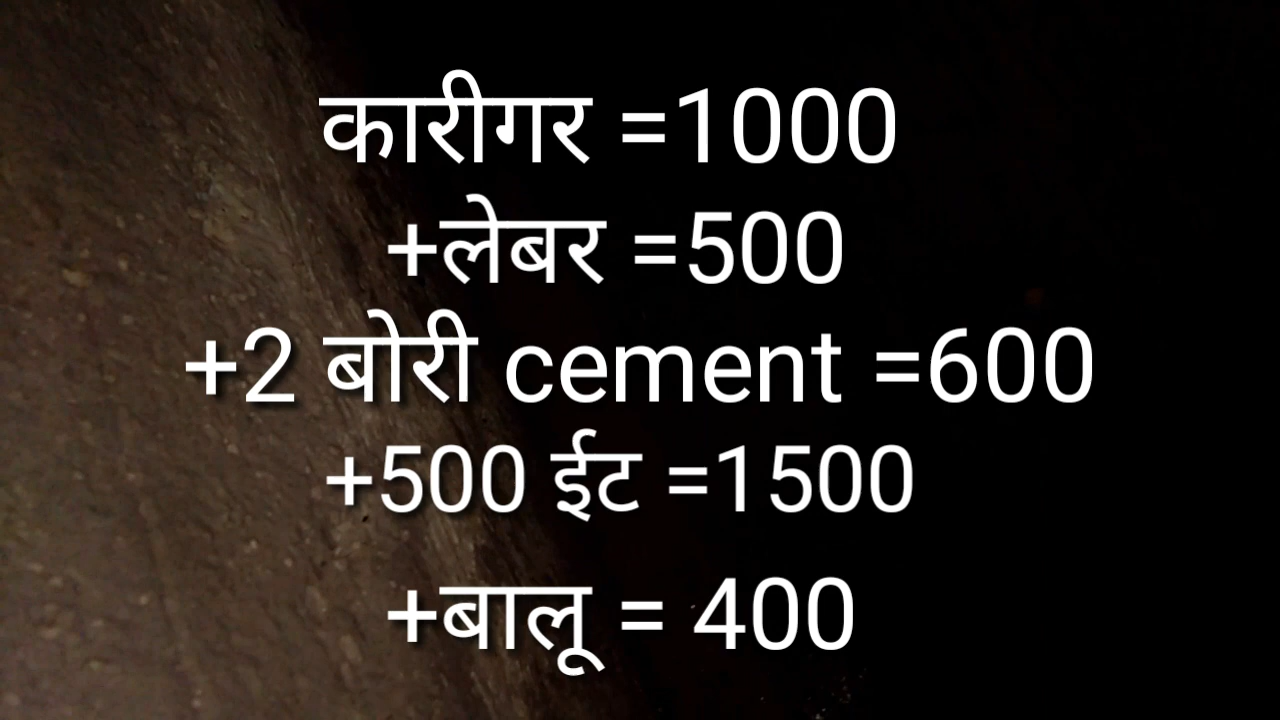 कारीगर =1000
+लेबर =500
+2 बोरी cement =600
+500 ईट =1500
+बालू = 400